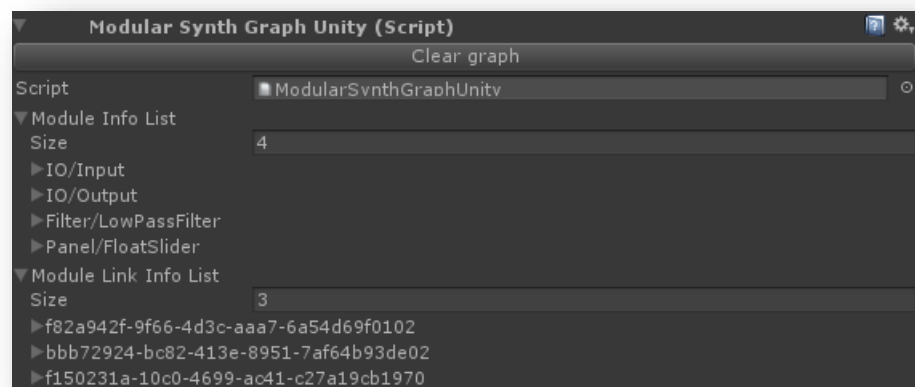 Modular Synth Graph Unity (Script)
Clear graph
Script ModularSynthGraphUnity
Module Info List
Size 4
IO/Input
IO/Output
Filter/LowPassFilter
Panel/FloatSlider
Module Link Info List
Size 3
f82a942f-9f66-4d3c-aaa7-6a54d69f0102
bbb72924-bc82-413e-8951-7af64b93de02
f150231a-10c0-4699-ac41-c27a19cb1970